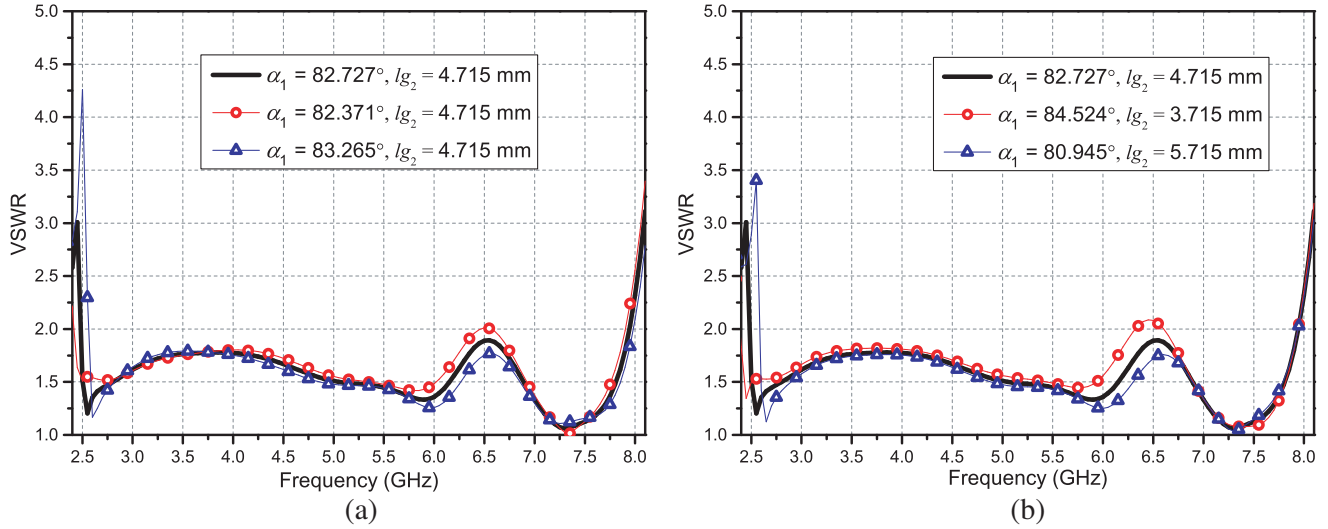 5.0
4.5
4.0
3.5
3.0
2.5
2.0
1.5
1.0
VSWR
α1 = 82.727°, lg2 = 4.715 mm
α1 = 82.371°, lg2 = 4.715 mm
α1 = 83.265°, lg2 = 4.715 mm
2.5 3.0 3.5 4.0 4.5 5.0 5.5 6.0 6.5 7.0 7.5 8.0
Frequency (GHz)
(a)
5.0
4.5
4.0
3.5
3.0
2.5
2.0
1.5
1.0
VSWR
α1 = 82.727°, lg2 = 4.715 mm
α1 = 84.524°, lg2 = 3.715 mm
α1 = 80.945°, lg2 = 5.715 mm
2.5 3.0 3.5 4.0 4.5 5.0 5.5 6.0 6.5 7.0 7.5 8.0
Frequency (GHz)
(b)